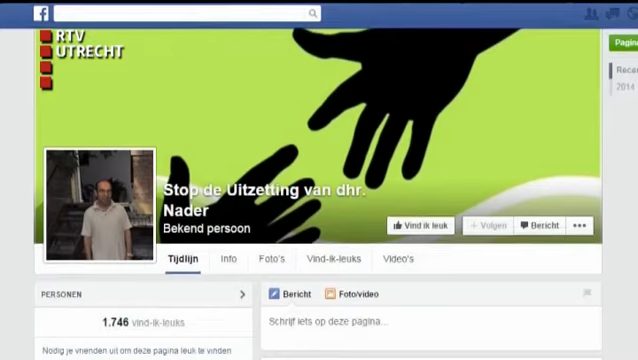 f
RTV
UTRECHT
Pagin
Recen
2014
Stop de Uitzetting van dhr.
Nader
Bekend persoon
Vind ik leuk
+ Volgen
Bericht
Tijdlijn
Info
Foto's
Vind-ik-leuks
Video's
PERSONEN
1.746 vind-ik-leuks
Nodig je vrienden uit om deze pagina leuk te vinden
Bericht
Foto/video
Schrijf iets op deze pagina...